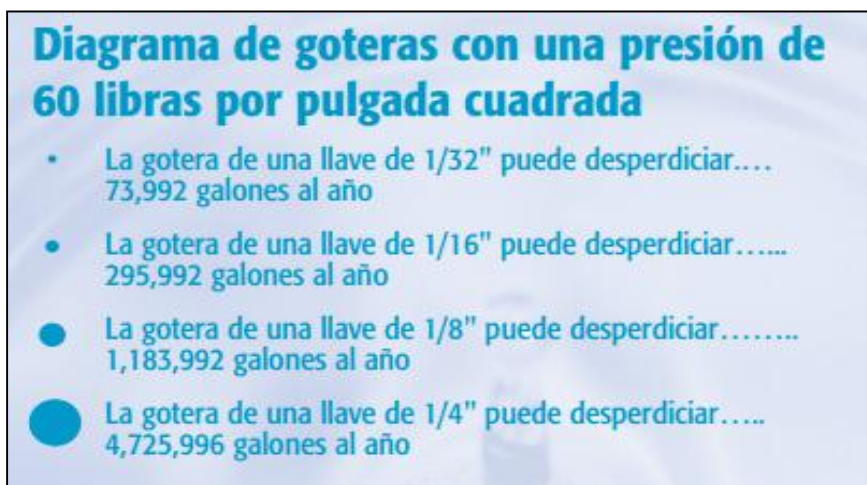 Diagrama de goteras con una presión de
60 libras por pulgada cuadrada
• La gotera de una llave de 1/32" puede desperdiciar....
73,992 galones al año
• La gotera de una llave de 1/16" puede desperdiciar......
295,992 galones al año
• La gotera de una llave de 1/8" puede desperdiciar........
1,183,992 galones al año
• La gotera de una llave de 1/4" puede desperdiciar.....
4,725,996 galones al año